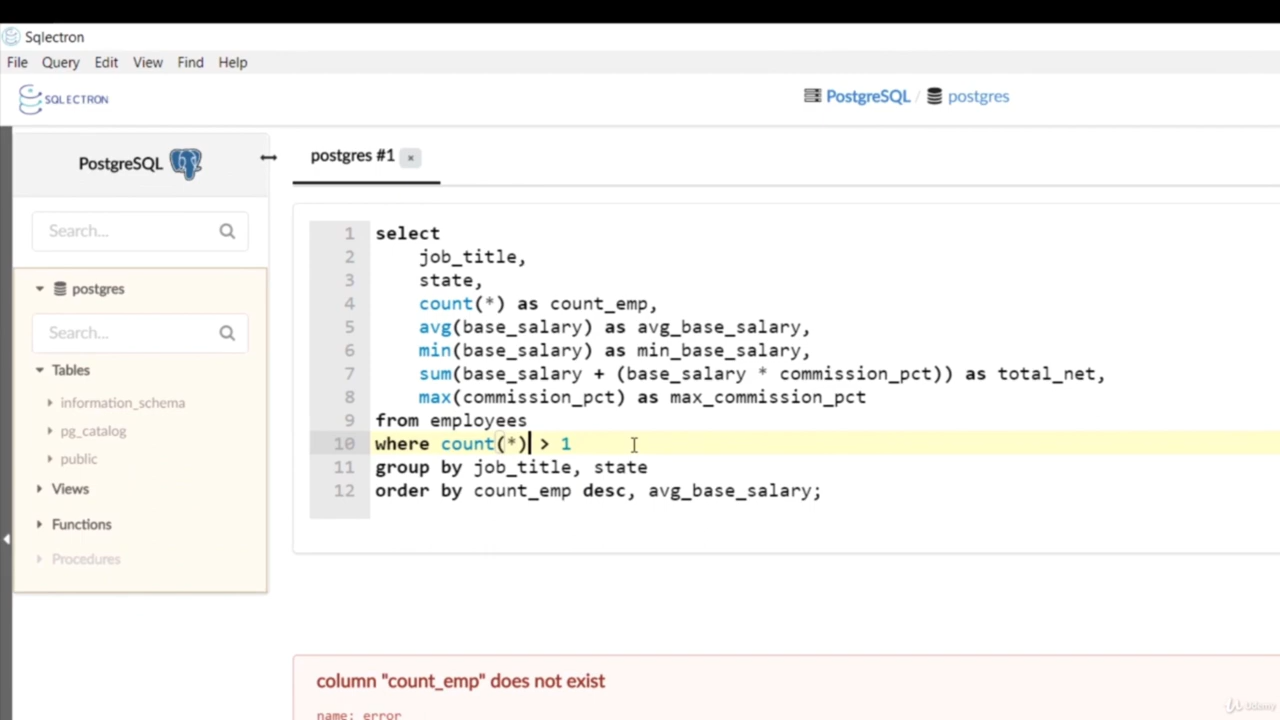 Sqlectron
File Query Edit View Find Help
SQLECTRON
PostgreSQL / postgres
PostgreSQL
postgres #1 ×
Search...
postgres
Search...
Tables
information_schema
pg_catalog
public
Views
Functions
Procedures
1 select
2 job_title,
3 state,
4 count(*) as count_emp,
5 avg(base_salary) as avg_base_salary,
6 min(base_salary) as min_base_salary,
7 sum(base_salary + (base_salary * commission_pct)) as total_net,
8 max(commission_pct) as max_commission_pct
9 from employees
10 where count(*) > 1
11 group by job_title, state
12 order by count_emp desc, avg_base_salary;
column "count_emp" does not exist
name: error
Udemy